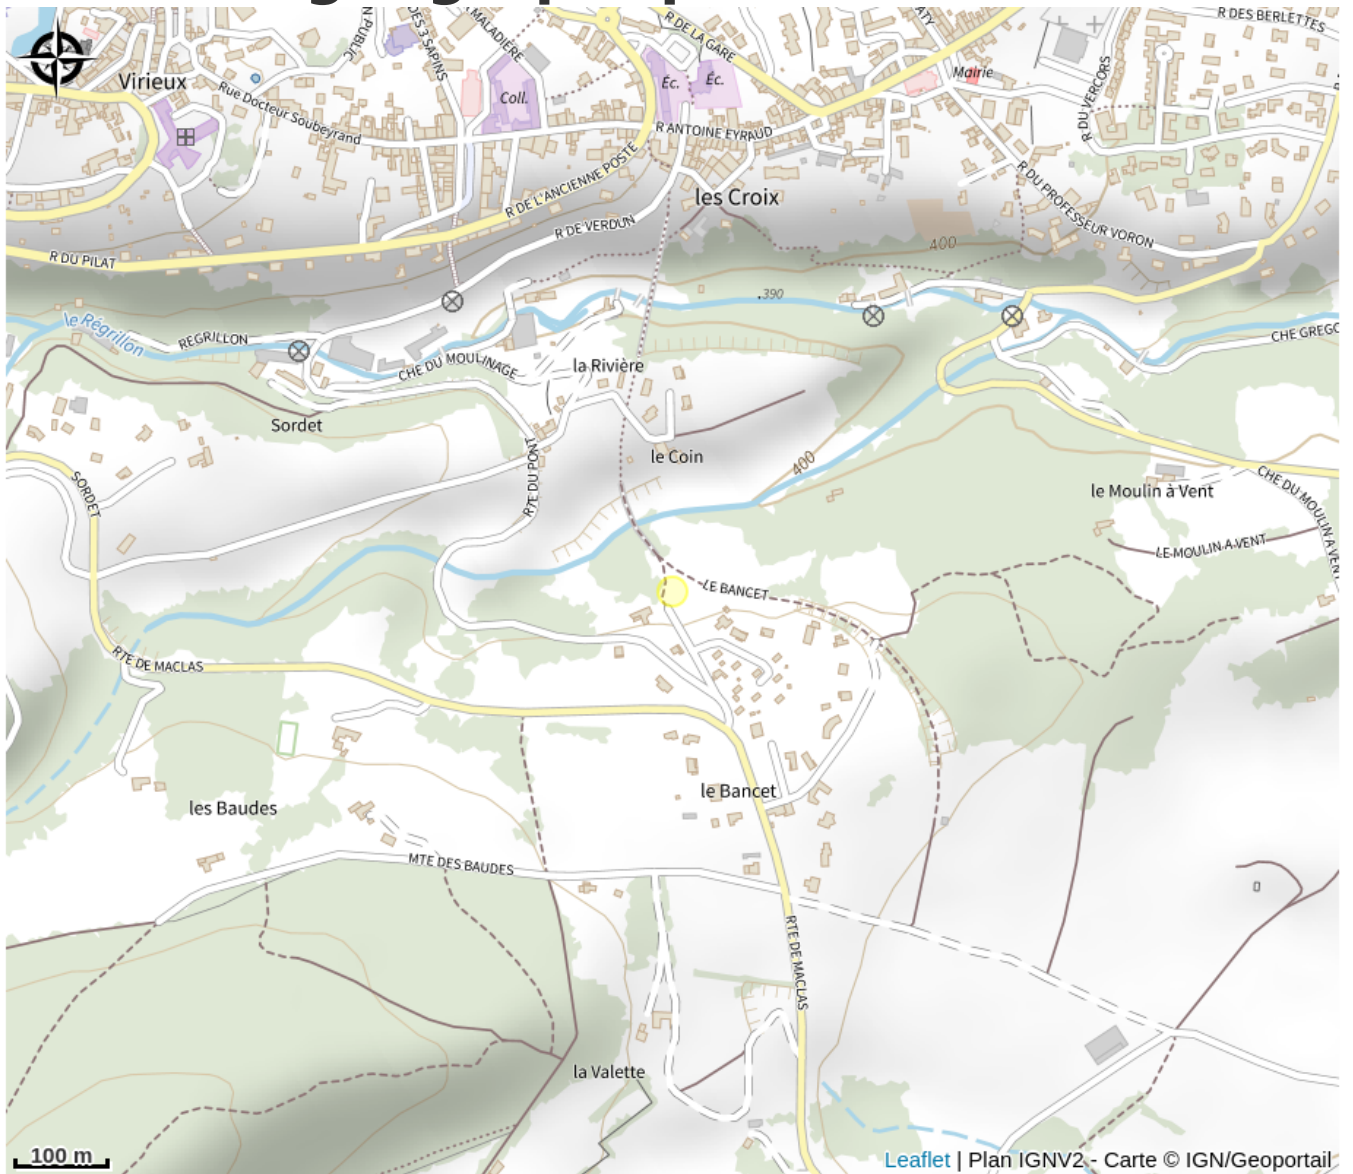 N PUBLIC
DES 3 SAPINS
MALADIÈRE
R DE LA GARE
R DES BERLETTES
Virieux
Coll.
Éc.
Éc.
Mairie
R DU VERCORS
Rue Docteur Soubeyrand
R ANTOINE EYRAUD
R DE L'ANCIENNE POSTE
les Croix
R DU PROFESSEUR VORON
R DE VERDUN
400
R DU PILAT
.390
le Régrillon
REGRILLON
CHE DU MOULINAGE
la Rivière
CHE GREGO
Sordet
le Coin
400
RTE DU PONT
SORDET
le Moulin à Vent
CHE DU MOULIN A VENT
LE MOULIN A VENT
LE BANCET
RTE DE MACLAS
le Bancet
les Baudes
MTE DES BAUDES
RTE DE MACLAS
la Valette
100 m
Leaflet | Plan IGNV2 - Carte © IGN/Geoportail